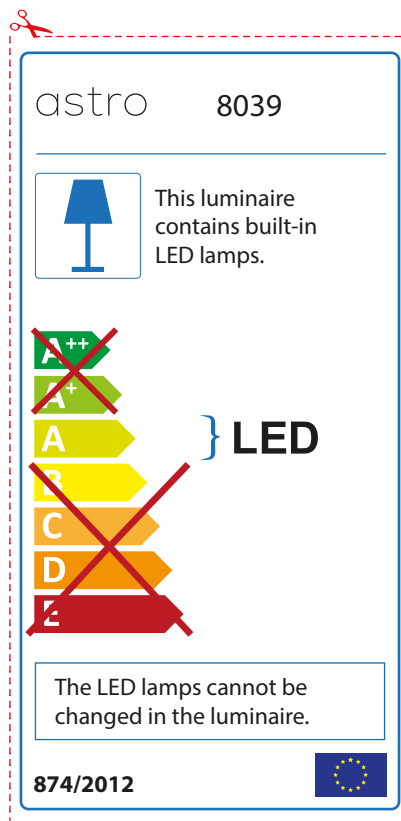 astro 8039
This luminaire
contains built-in
LED lamps.
A++
A+
A
} LED
B
C
D
E
The LED lamps cannot be
changed in the luminaire.
874/2012